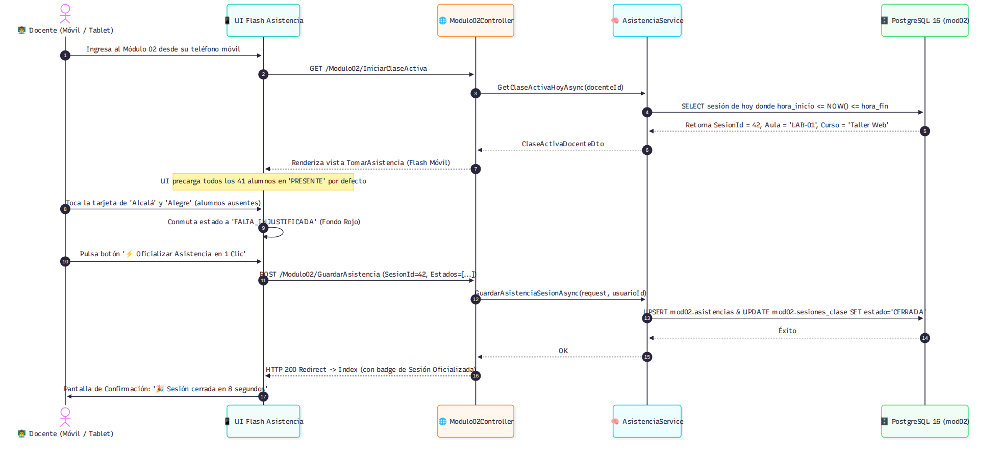 👨‍🏫 Docente (Móvil / Tablet)
📱 UI Flash Asistencia
🌐 Modulo02Controller
🧠 AsistenciaService
🗄️ PostgreSQL 16 (mod02)
Ingresa al Módulo 02 desde su teléfono móvil
1
GET /Modulo02/IniciarClaseActiva
2
GetClaseActivaHoyAsync(docenteId)
3
SELECT sesión de hoy donde hora_inicio <= NOW() <= hora_fin
4
Retorna SesionId = 42, Aula = 'LAB-01', Curso = 'Taller Web'
5
ClaseActivaDocenteDto
6
Renderiza vista TomarAsistencia (Flash Móvil)
7
UI precarga todos los 41 alumnos en 'PRESENTE' por defecto
Toca la tarjeta de 'Alcalá' y 'Alegre' (alumnos ausentes)
8
Conmuta estado a 'FALTA_INJUSTIFICADA' (Fondo Rojo)
9
Pulsa botón '⚡ Oficializar Asistencia en 1 Clic'
10
POST /Modulo02/GuardarAsistencia (SesionId=42, Estados=[...])
11
GuardarAsistenciaSesionAsync(request, usuarioId)
12
UPSERT mod02.asistencias & UPDATE mod02.sesiones_clase SET estado='CERRADA'
13
Éxito
14
OK
15
HTTP 200 Redirect -> Index (con badge de Sesión Oficializada)
16
Pantalla de Confirmación: '🎉 Sesión cerrada en 8 segundos'
17
👨‍🏫 Docente (Móvil / Tablet)
📱 UI Flash Asistencia
🌐 Modulo02Controller
🧠 AsistenciaService
🗄️ PostgreSQL 16 (mod02)